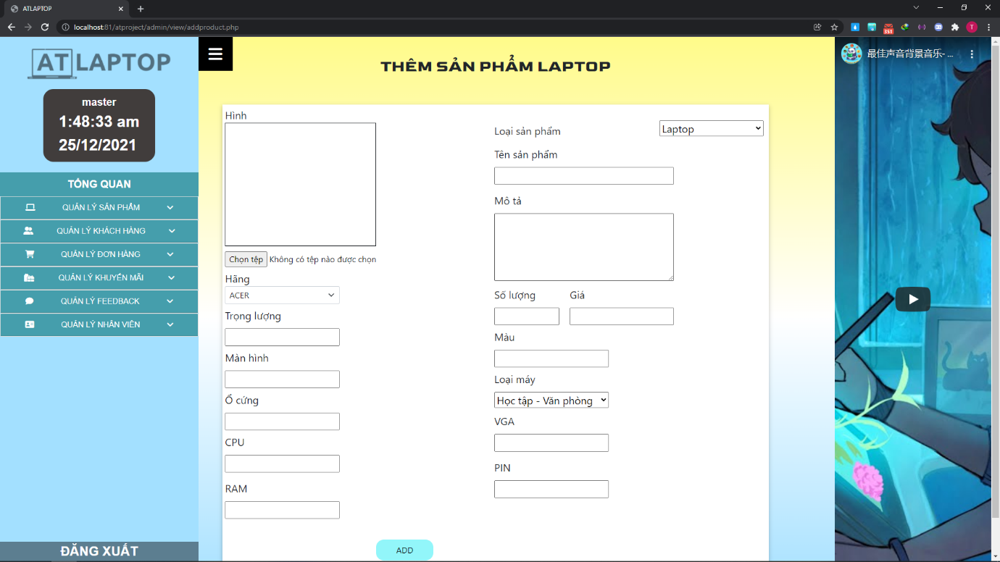 ATLAPTOP
localhost:81/atproject/admin/view/addproduct.php
351
T
ATLAPTOP
master
1:48:33 am
25/12/2021
TỔNG QUAN
QUẢN LÝ SẢN PHẨM
QUẢN LÝ KHÁCH HÀNG
QUẢN LÝ ĐƠN HÀNG
QUẢN LÝ KHUYẾN MÃI
QUẢN LÝ FEEDBACK
QUẢN LÝ NHÂN VIÊN
ĐĂNG XUẤT
THÊM SẢN PHẨM LAPTOP
Hình
Chọn tệp Không có tệp nào được chọn
Hãng
ACER
Trọng lượng
Màn hình
Ổ cứng
CPU
RAM
Loại sản phẩm Laptop
Tên sản phẩm
Mô tả
Số lượng Giá
Màu
Loại máy
Học tập - Văn phòng
VGA
PIN
ADD
最佳声音背景音乐- ...